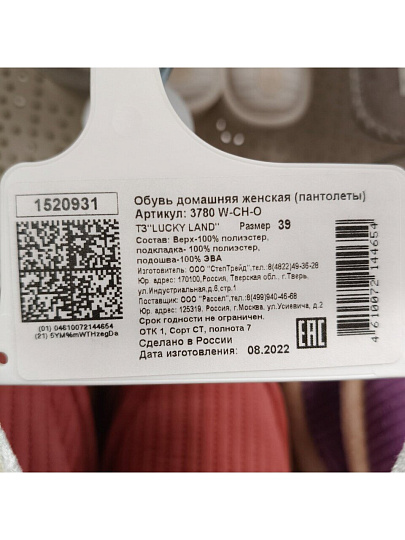 1520931
Обувь домашняя женская (пантолеты)
Артикул: 3780 W-CH-O
ТЗ"LUCKY LAND" Размер 39
Состав: Верх-100% полиэстер,
подкладка- 100% полиэстер,
подошва-100% ЭВА
Изготовитель: ООО "СтепТрейд",тел.:8(4822)49-36-28
Юр. адрес: 170100,Россия, Тверская обл., г.Тверь,
ул.Индустриальная,д.6,стр.1
Поставщик: ООО "Рассел",тел.:8(499)940-46-68
Юр. адрес: 125319, Россия, г.Москва, ул.Усиевича, д.2
Срок годности не ограничен.
ОТК 1, Сорт СТ, полнота 7
Сделано в России
Дата изготовления: 08.2022
EAC
(01) 04610072144654
(21) 5YM%mWTHzegDa
4 610072 144654